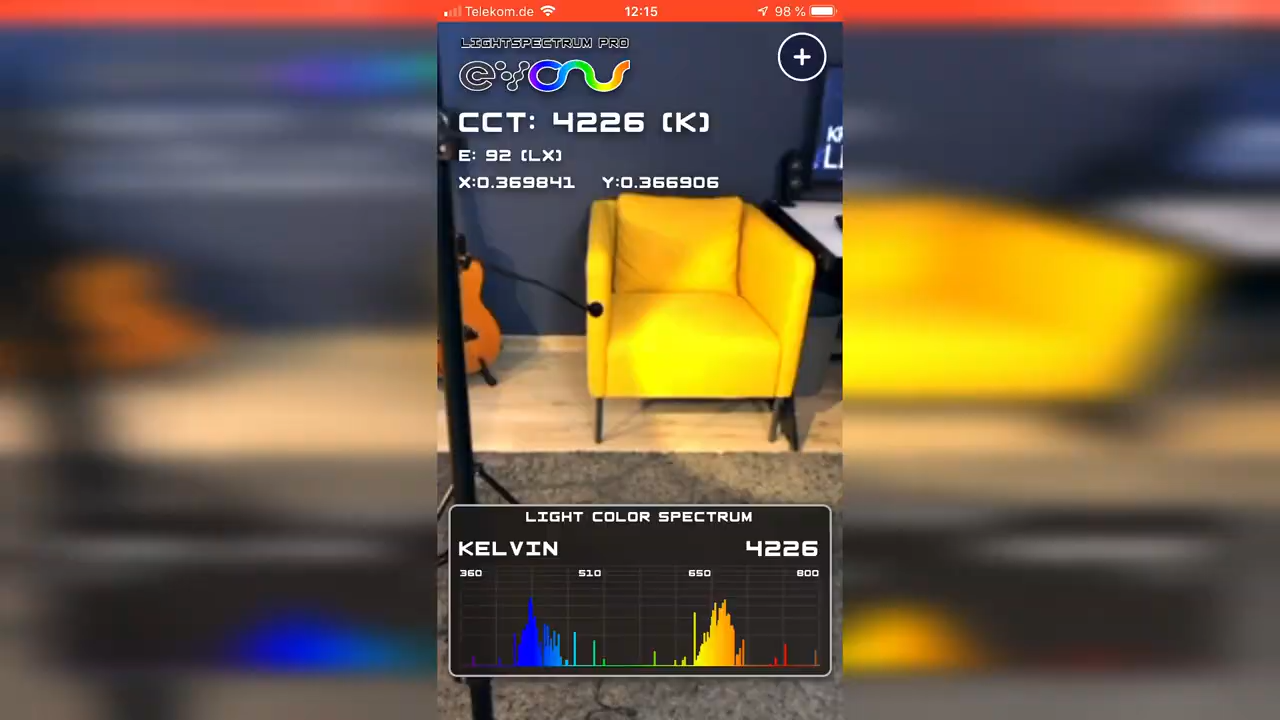 Telekom.de 12:15 98 %
LIGHTSPECTRUM PRO
CCT: 4226 (K)
E: 92 (LX)
X:0.369841 Y:0.366906
LIGHT COLOR SPECTRUM
KELVIN 4226
360 510 650 800